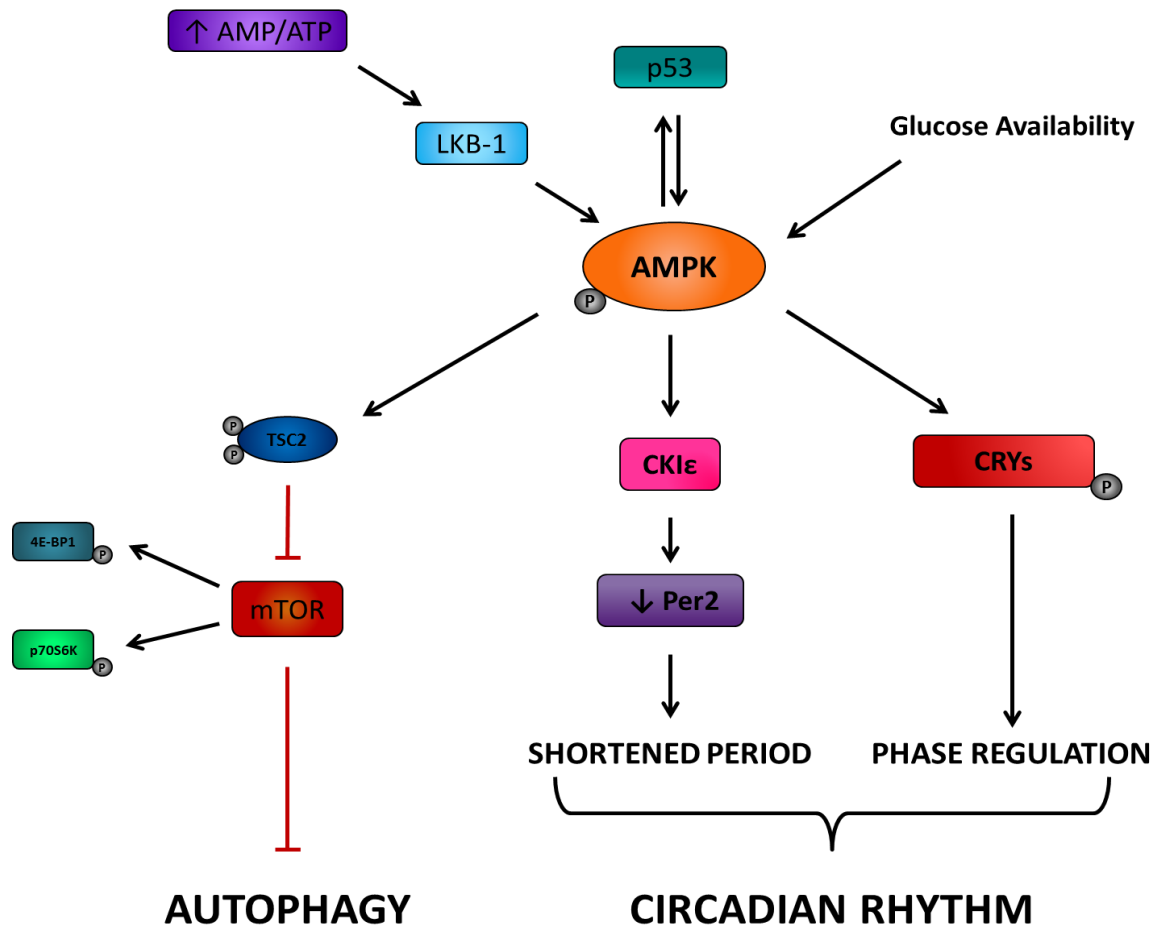 ↑ AMP/ATP
p53
Glucose Availability
LKB-1
AMPK
P
TSC2
P
P
CKIε
CRYs
P
4E-BP1
P
mTOR
↓ Per2
p70S6K
P
SHORTENED PERIOD
PHASE REGULATION
AUTOPHAGY
CIRCADIAN RHYTHM